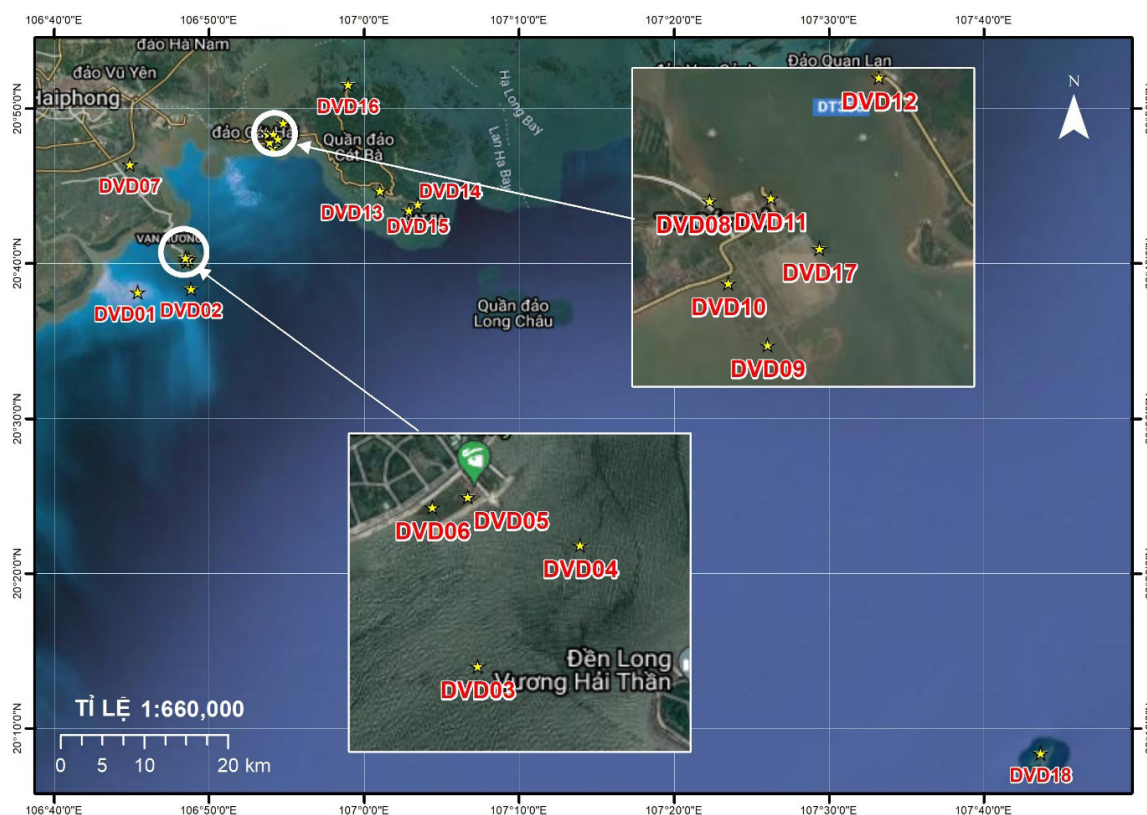 106°40'0"E 106°50'0"E 107°0'0"E 107°10'0"E 107°20'0"E 107°30'0"E 107°40'0"E
đảo Hà Nam
đảo Vũ Yên
Haiphong
20°50'0"N
DVD16
Ha Long Bay
Lan Ha Bay
Quần đảo
Cát Bà
DVD07
DVD13
DVD14
DVD15
20°40'0"N
DVD01
DVD02
Quần đảo
Long Châu
Đảo Quan Lạn
DVD12
DVD08
DVD11
DVD17
DVD10
DVD09
N
20°30'0"N
DVD06
DVD05
DVD04
DVD03
Đền Long
Vương Hải Thần
20°20'0"N
20°10'0"N
TỈ LỆ 1:660,000
0 5 10 20 km
DVD18
106°40'0"E 106°50'0"E 107°0'0"E 107°10'0"E 107°20'0"E 107°30'0"E 107°40'0"E